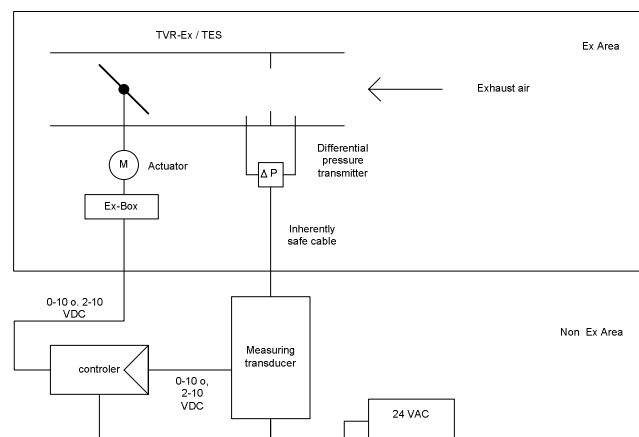 TVR-Ex / TES
Ex Area
Exhaust air
M
Actuator
Differential
pressure
transmitter
Δ P
Ex-Box
Inherently
safe cable
0-10 o. 2-10
VDC
Non Ex Area
Measuring
transducer
controler
0-10 o,
2-10
VDC
24 VAC